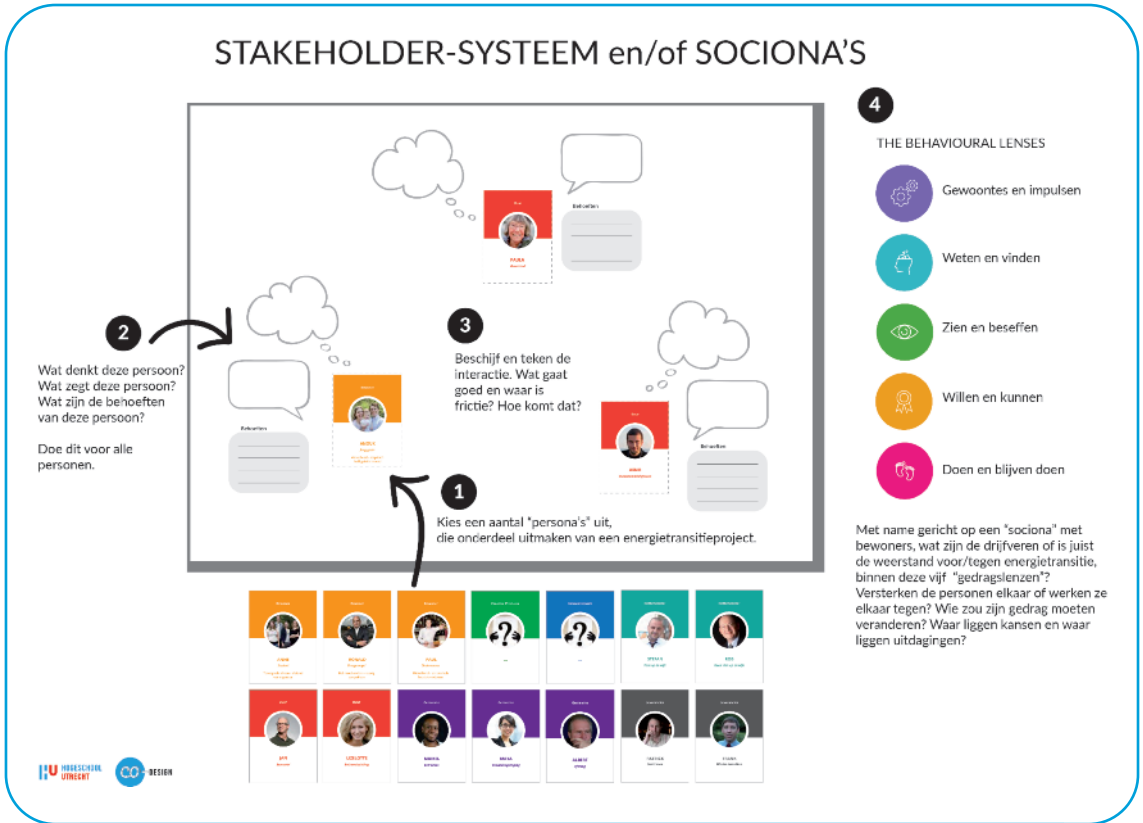 STAKEHOLDER-SYSTEEM en/of SOCIONA'S
PAULA
Behoeften
2
Wat denkt deze persoon?
Wat zegt deze persoon?
Wat zijn de behoeften
van deze persoon?
Doe dit voor alle
personen.
Behoeften
3
Beschijf en teken de
interactie. Wat gaat
goed en waar is
frictie? Hoe komt dat?
Behoeften
1
Kies een aantal "persona's" uit,
die onderdeel uitmaken van een energietransitieproject.
4
THE BEHAVIOURAL LENSES
Gewoontes en impulsen
Weten en vinden
Zien en beseffen
Willen en kunnen
Doen en blijven doen
Met name gericht op een "sociona" met
bewoners, wat zijn de drijfveren of is juist
de weerstand voor/tegen energietransitie,
binnen deze vijf "gedragslenzen"?
Versterken de personen elkaar of werken ze
elkaar tegen? Wie zou zijn gedrag moeten
veranderen? Waar liggen kansen en waar
liggen uitdagingen?
?
?
HU HOGESCHOOL
UTRECHT
CO-DESIGN